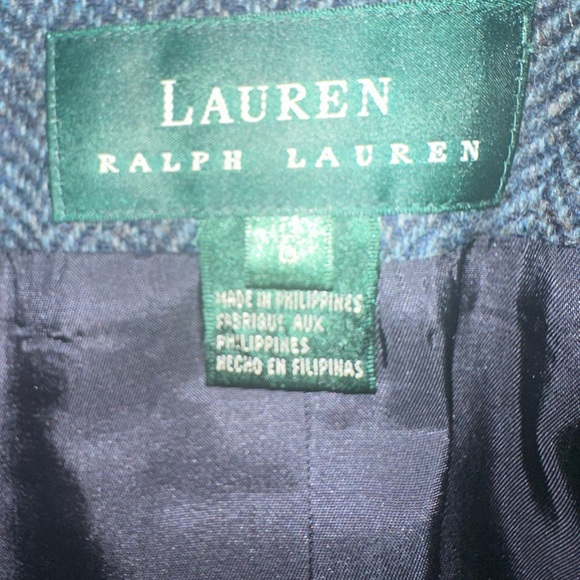 LAUREN
RALPH LAUREN
6
MADE IN PHILIPPINES
FABRIQUE AUX
PHILIPPINES
HECHO EN FILIPINAS